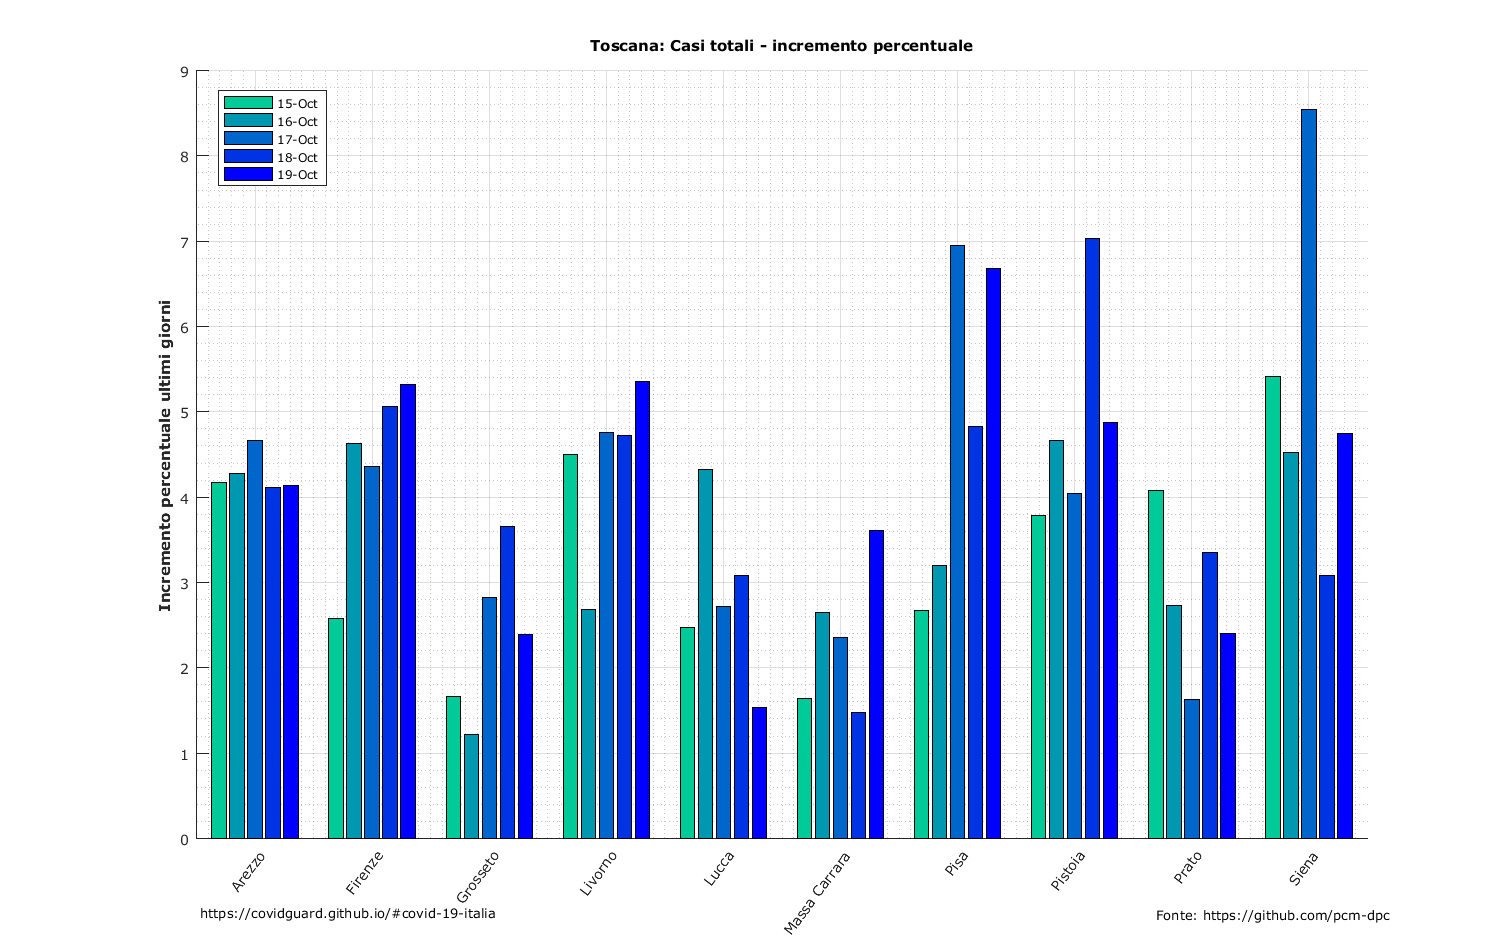 Toscana: Casi totali - incremento percentuale
Incremento percentuale ultimi giorni
9
8
7
6
5
4
3
2
1
0
15-Oct
16-Oct
17-Oct
18-Oct
19-Oct
Arezzo
Firenze
Grosseto
Livorno
Lucca
Massa Carrara
Pisa
Pistoia
Prato
Siena
https://covidguard.github.io/#covid-19-italia
Fonte: https://github.com/pcm-dpc